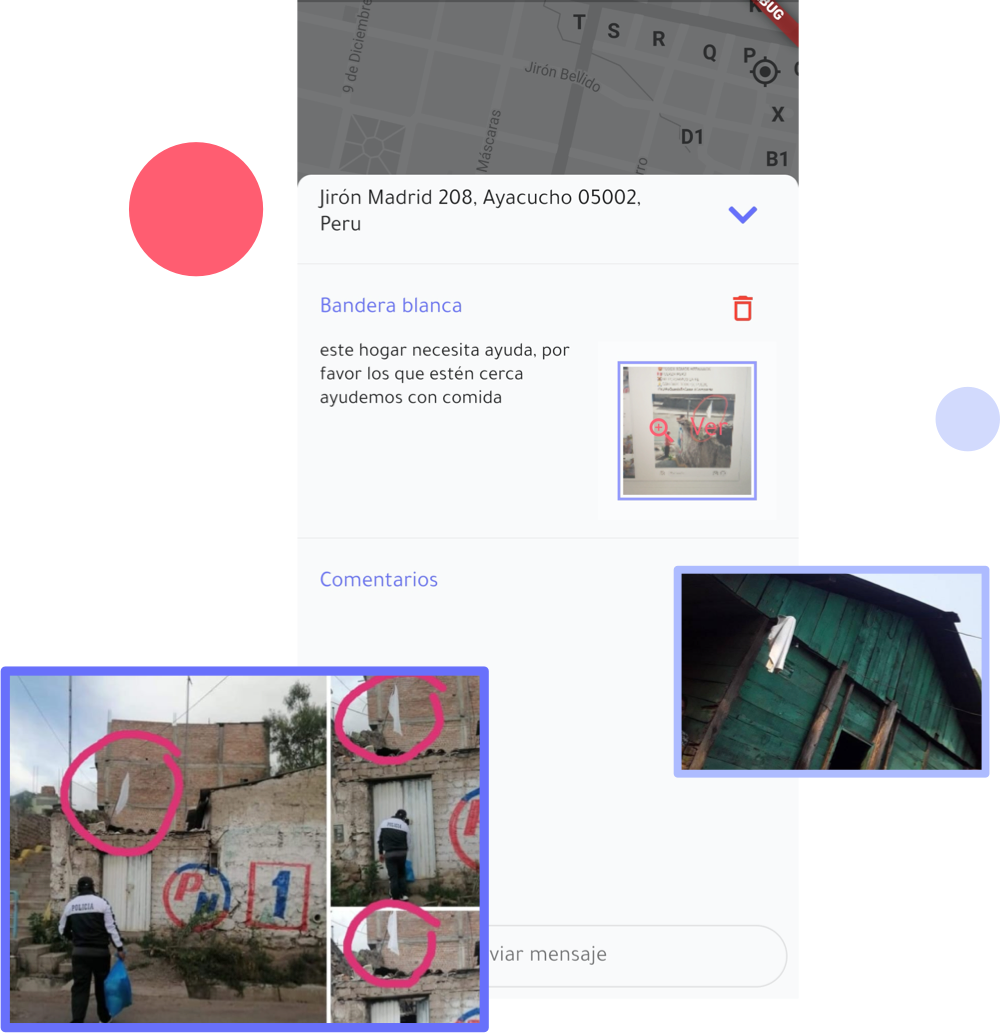 T
S
R
Q
P
X
D1
B1
9 de Diciembre
Jirón Bellido
Máscaras
Jirón Madrid 208, Ayacucho 05002,
Peru
Bandera blanca
este hogar necesita ayuda, por
favor los que estén cerca
ayudemos con comida
Ver
Comentarios
POLICIA
PN
1
POLICIA
viar mensaje